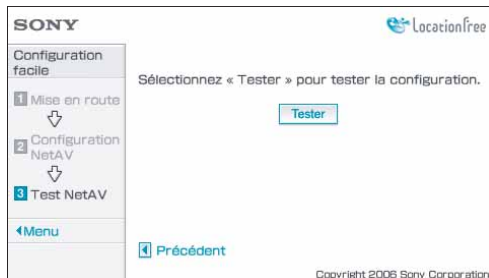 SONY
LocationFree
Configuration
facile
1 Mise en route
2 Configuration
NetAV
3 Test NetAV
Menu
Sélectionnez « Tester » pour tester la configuration.
Tester
Précédent
Copyright 2006 Sony Corporation